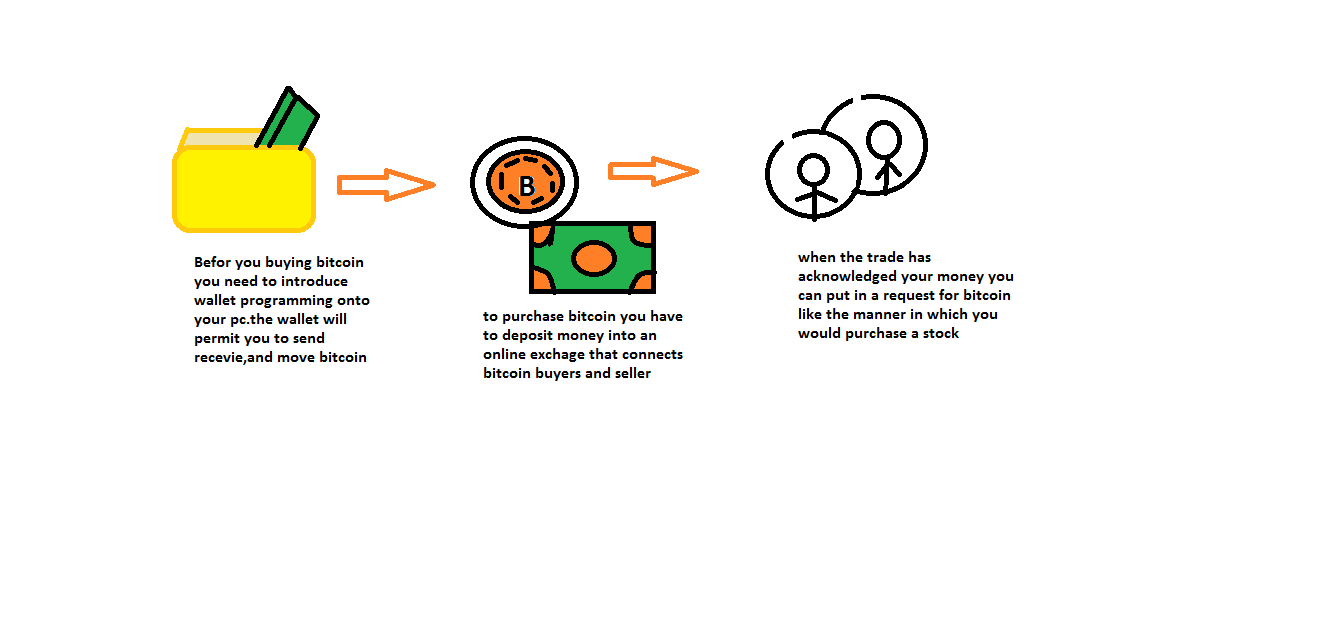 Befor you buying bitcoin
you need to introduce
wallet programming onto
your pc.the wallet will
permit you to send
recevie,and move bitcoin
B
to purchase bitcoin you have
to deposit money into an
online exchage that connects
bitcoin buyers and seller
when the trade has
acknowledged your money you
can put in a request for bitcoin
like the manner in which you
would purchase a stock